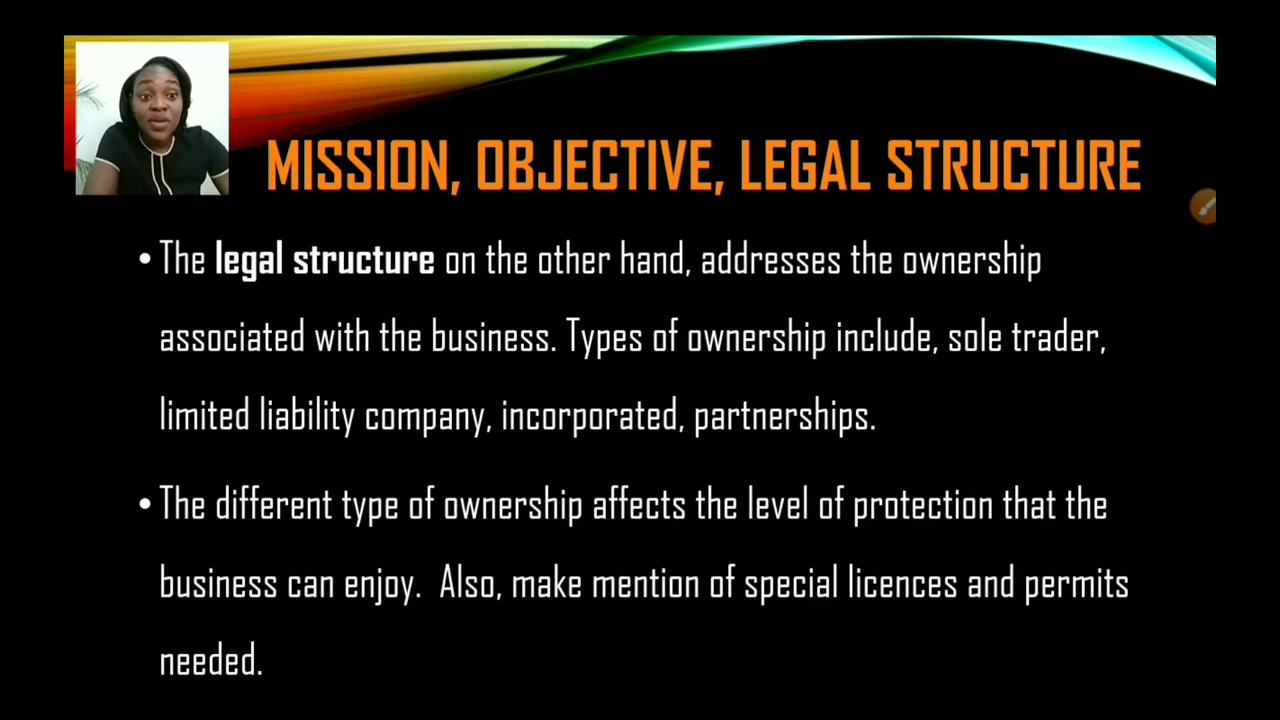 MISSION, OBJECTIVE, LEGAL STRUCTURE
• The legal structure on the other hand, addresses the ownership
associated with the business. Types of ownership include, sole trader,
limited liability company, incorporated, partnerships.
• The different type of ownership affects the level of protection that the
business can enjoy.  Also, make mention of special licences and permits
needed.